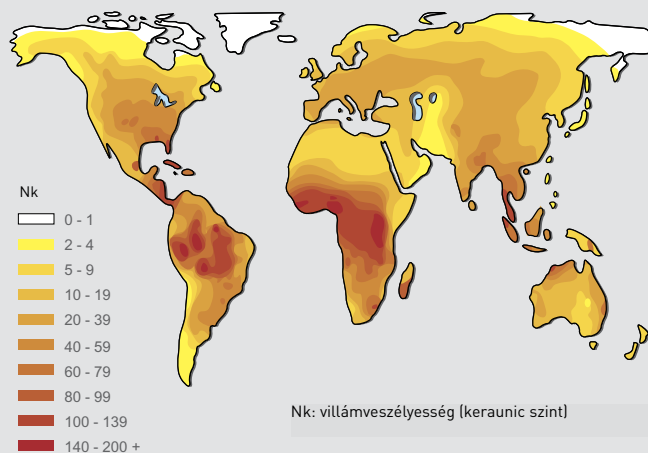 Nk
0 - 1
2 - 4
5 - 9
10 - 19
20 - 39
40 - 59
60 - 79
80 - 99
100 - 139
140 - 200 +
Nk: villámveszélyesség (keraunic szint)